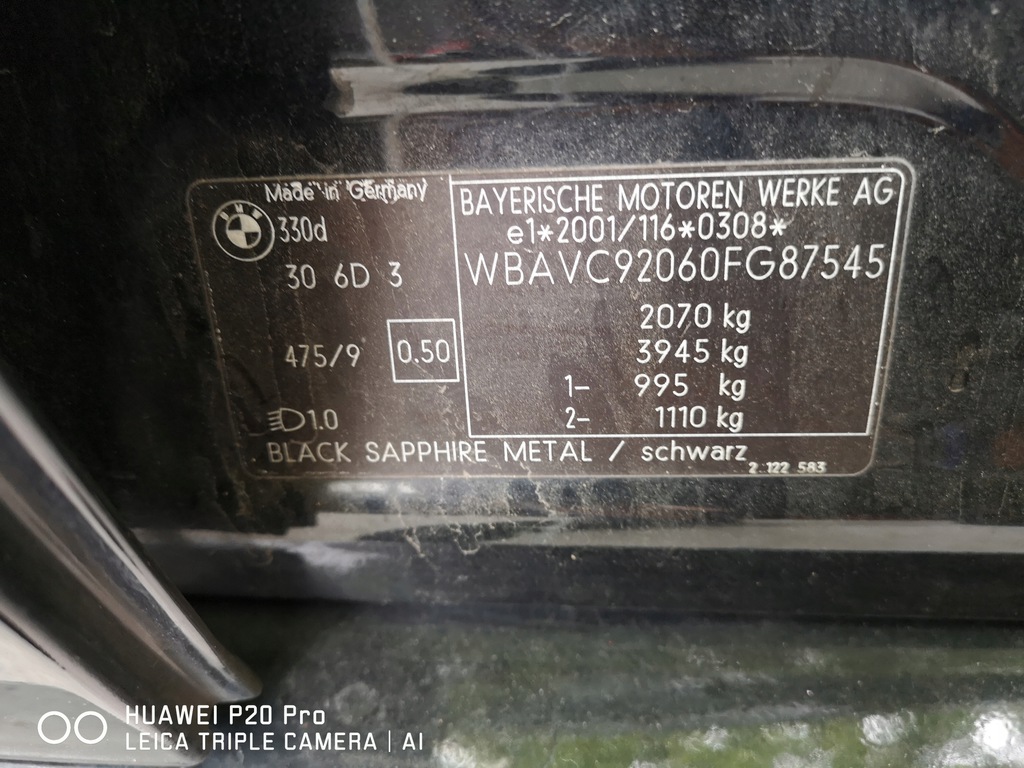 Made in Germany
BMW
330d
30 6D 3
475/9
0.50
1.0
BAYERISCHE MOTOREN WERKE AG
e1*2001/116*0308*
WBAVC92060FG87545
2070 kg
3945 kg
1- 995 kg
2- 1110 kg
BLACK SAPPHIRE METAL / schwarz
2 122 583
HUAWEI P20 Pro
LEICA TRIPLE CAMERA | AI